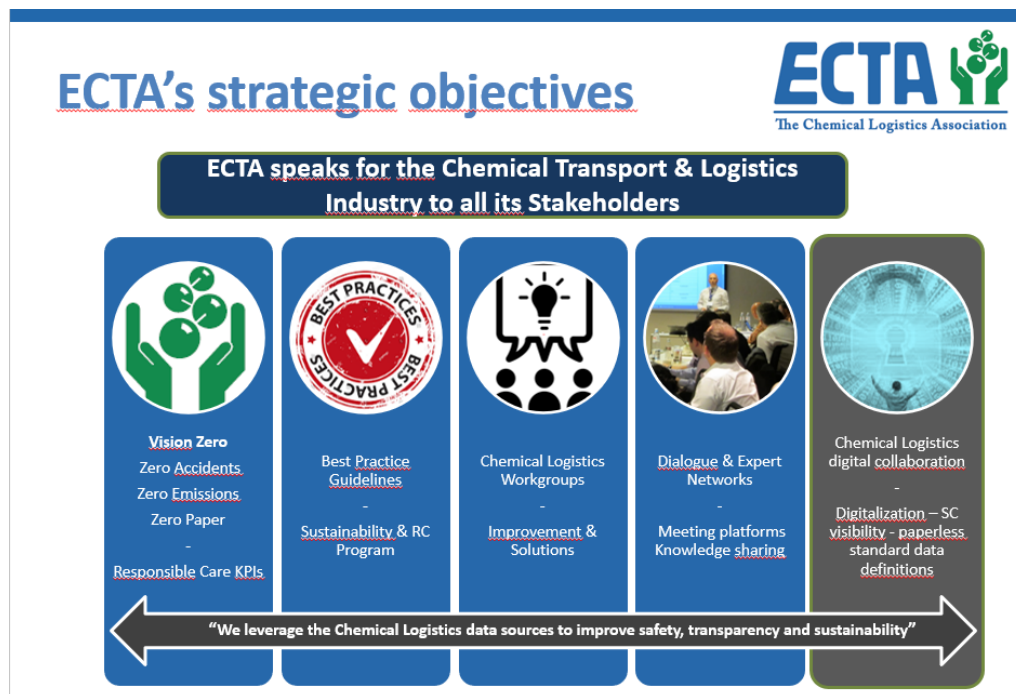 ECTA's strategic objectives
ECTA
The Chemical Logistics Association
ECTA speaks for the Chemical Transport & Logistics
Industry to all its Stakeholders
BEST PRACTICES
BEST PRACTICES
Vision Zero
Zero Accidents
Zero Emissions
Zero Paper
-
Responsible Care KPIs
Best Practice
Guidelines
-
Sustainability & RC
Program
Chemical Logistics
Workgroups
-
Improvement &
Solutions
Dialogue & Expert
Networks
-
Meeting platforms
Knowledge sharing
Chemical Logistics
digital collaboration
-
Digitalization – SC
visibility - paperless
standard data
definitions
“We leverage the Chemical Logistics data sources to improve safety, transparency and sustainability”